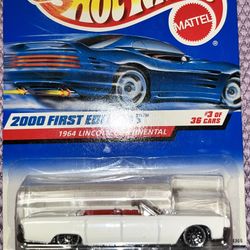 HOT WHEELS
MATTEL
2000 FIRST EDITIONS
#3 OF
36 CARS
1964 LINCOLN CONTINENTAL